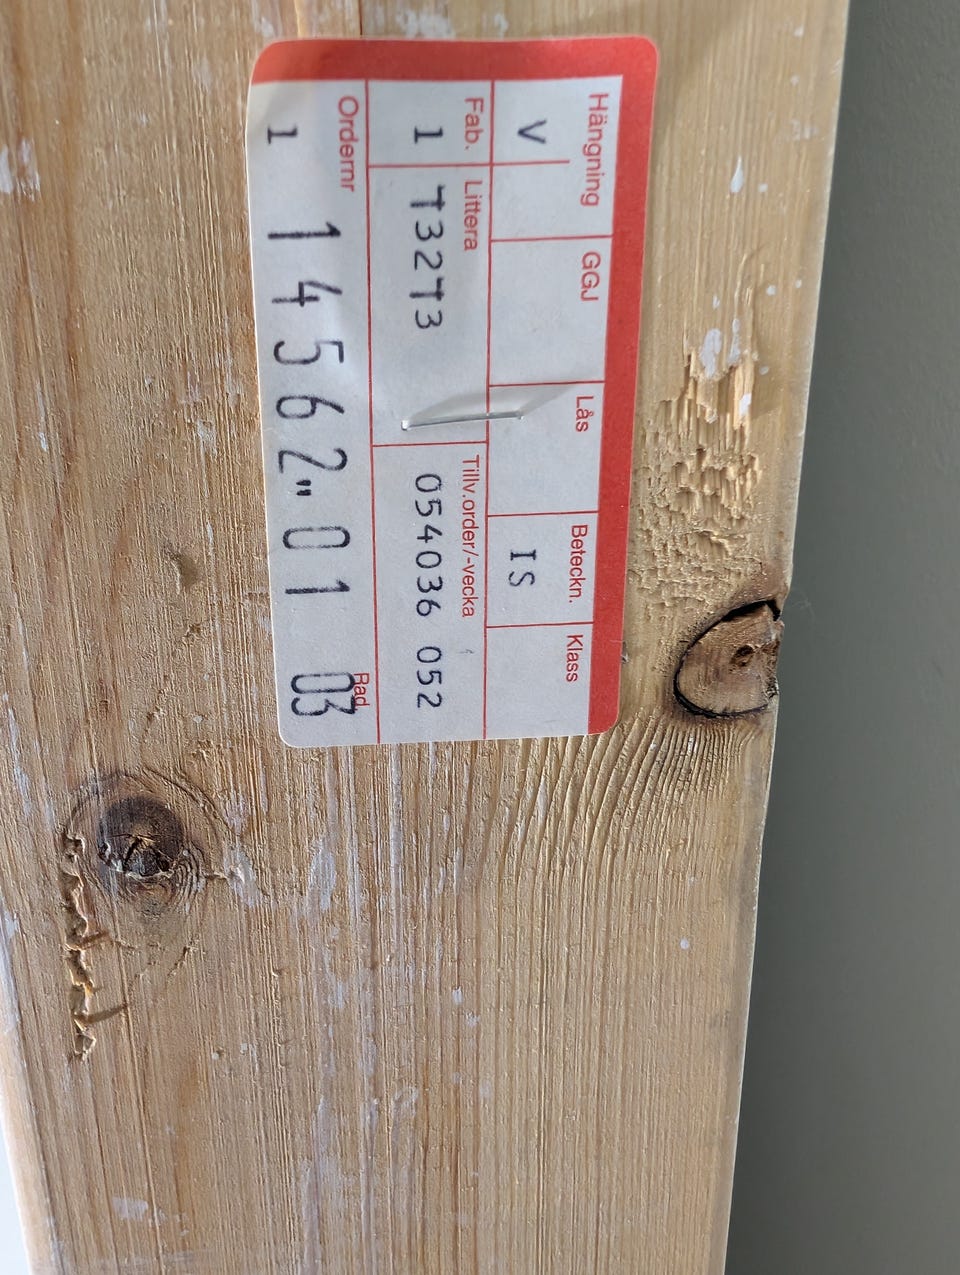 Hängning GGJ Lås Beteckn. Klass
V IS
Fab. Littera Tillv.order/-vecka
1 T32T3 054036 052
Ordernr Rad
1 14562"01 03